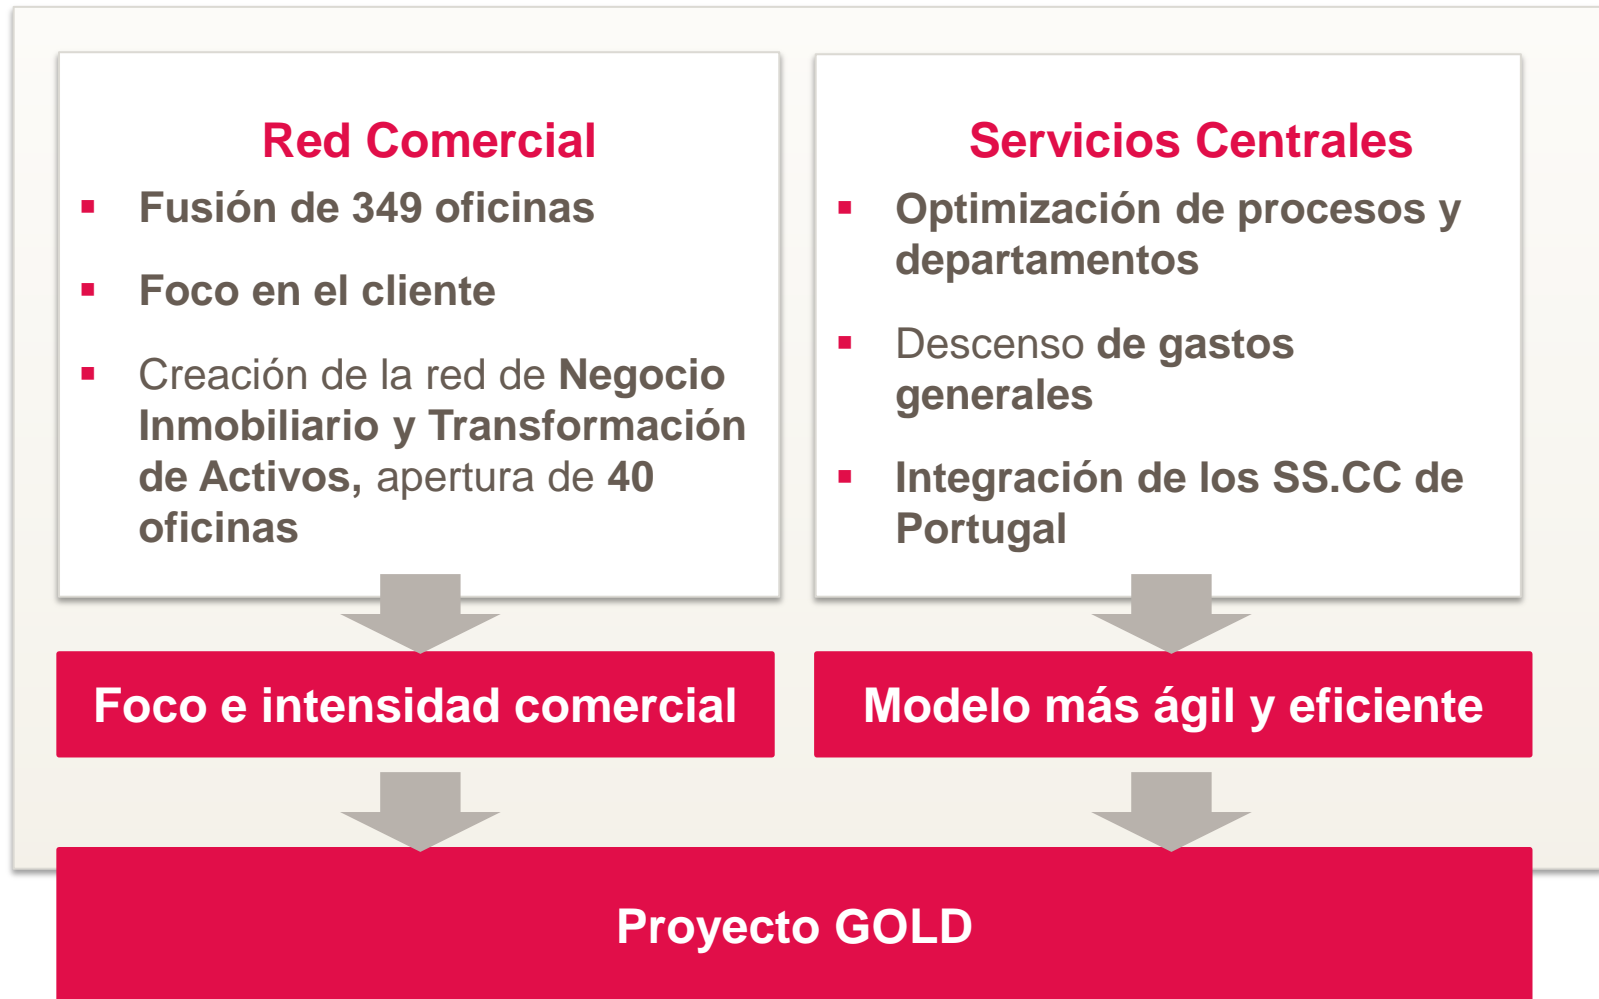 Red Comercial
▪ Fusión de 349 oficinas
▪ Foco en el cliente
▪ Creación de la red de Negocio
Inmobiliario y Transformación
de Activos, apertura de 40
oficinas
Servicios Centrales
▪ Optimización de procesos y
departamentos
▪ Descenso de gastos
generales
▪ Integración de los SS.CC de
Portugal
Foco e intensidad comercial
Modelo más ágil y eficiente
Proyecto GOLD